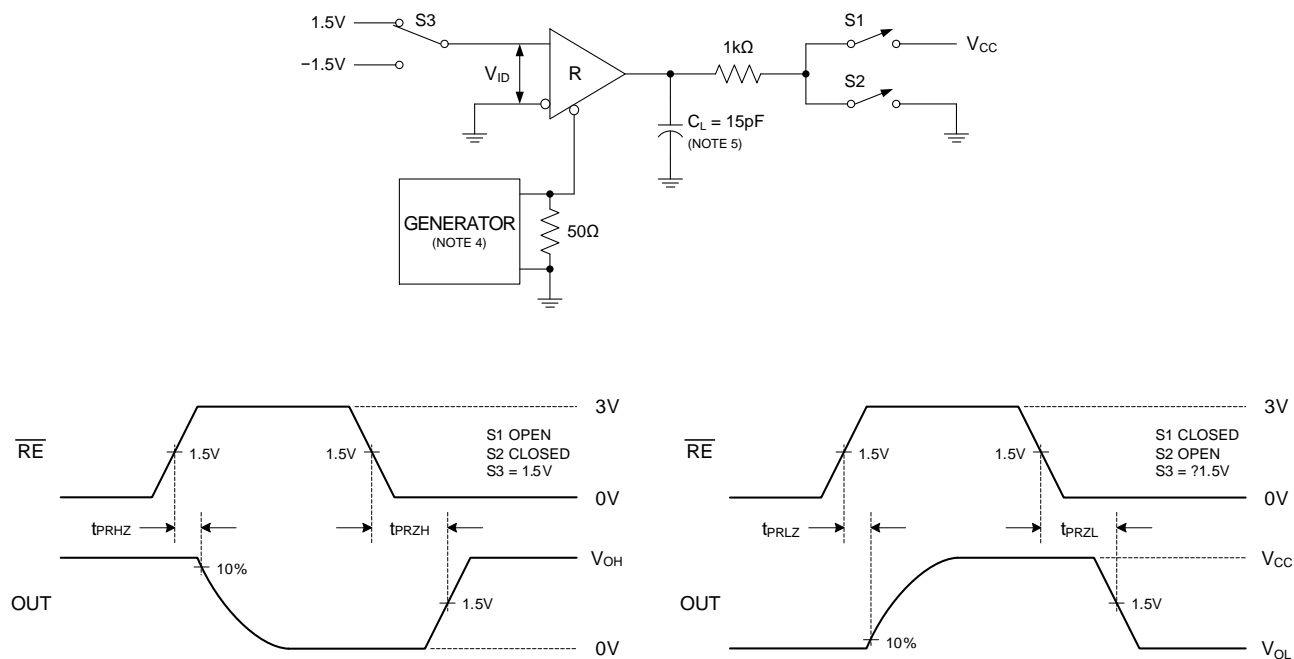 1.5V
S3
−1.5V
VID
R
1kΩ
S1
VCC
S2
CL = 15pF
(NOTE 5)
GENERATOR
(NOTE 4)
50Ω
RE
1.5V
1.5V
S1 OPEN
S2 CLOSED
S3 = 1.5V
3V
0V
tPRHZ
tPRZH
OUT
10%
1.5V
VOH
0V
RE
1.5V
1.5V
S1 CLOSED
S2 OPEN
S3 = ?1.5V
3V
0V
tPRLZ
tPRZL
OUT
10%
1.5V
VCC
VOL